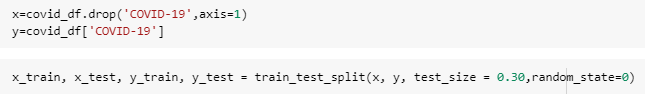 x=covid_df.drop('COVID-19',axis=1)
y=covid_df['COVID-19']
x_train, x_test, y_train, y_test = train_test_split(x, y, test_size = 0.30,random_state=0)